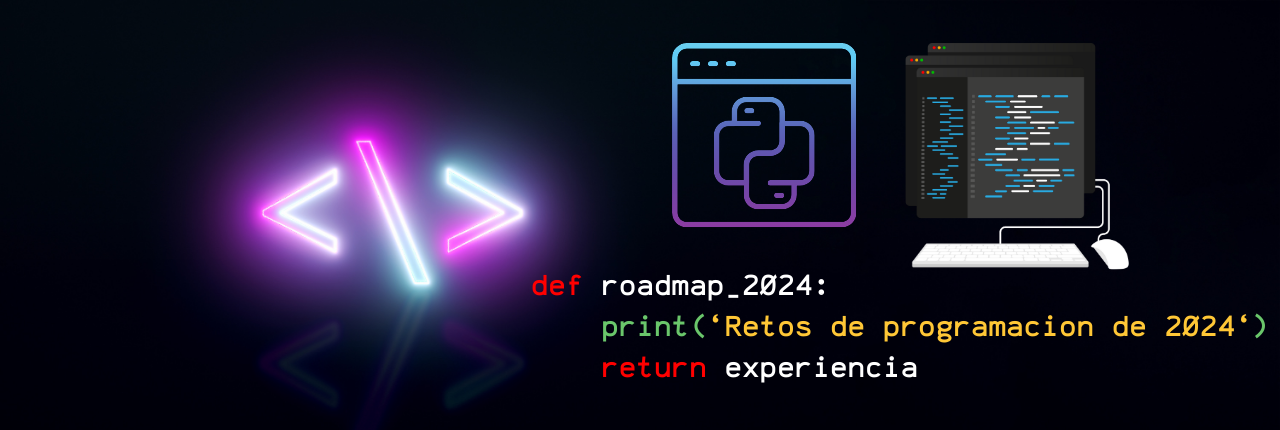 <\>
def roadmap_2024:
print(‘Retos de programacion de 2024‘)
return experiencia